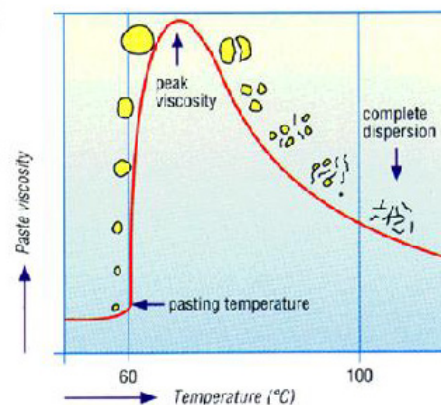 peak
viscosity
complete
dispersion
Paste viscosity
pasting temperature
60
100
Temperature (°C)